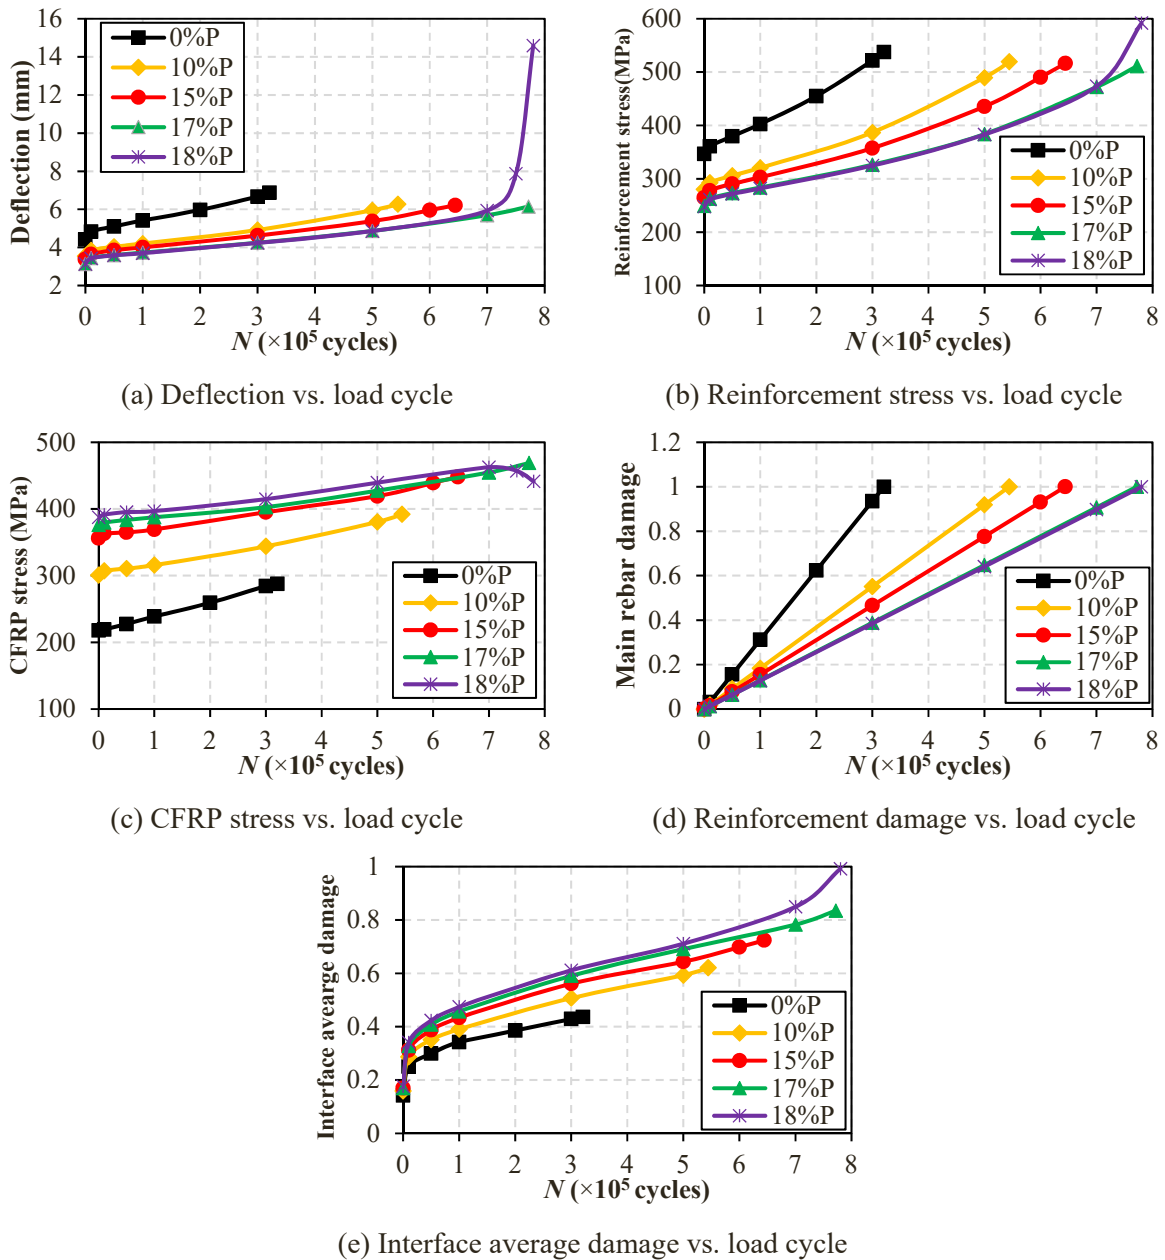 16
14
12
10
8
6
4
2
Deflection (mm)
0%P
10%P
15%P
17%P
18%P
0 1 2 3 4 5 6 7 8
N (×10⁵ cycles)
(a) Deflection vs. load cycle
600
500
400
300
200
100
Reinforcement stress(MPa)
0%P
10%P
15%P
17%P
18%P
0 1 2 3 4 5 6 7 8
N (×10⁵ cycles)
(b) Reinforcement stress vs. load cycle
500
400
300
200
100
CFRP stress (MPa)
0%P
10%P
15%P
17%P
18%P
0 1 2 3 4 5 6 7 8
N (×10⁵ cycles)
(c) CFRP stress vs. load cycle
1.2
1
0.8
0.6
0.4
0.2
0
Main rebar damage
0%P
10%P
15%P
17%P
18%P
0 1 2 3 4 5 6 7 8
N (×10⁵ cycles)
(d) Reinforcement damage vs. load cycle
1
0.8
0.6
0.4
0.2
0
Interface avearge damage
0%P
10%P
15%P
17%P
18%P
0 1 2 3 4 5 6 7 8
N (×10⁵ cycles)
(e) Interface average damage vs. load cycle